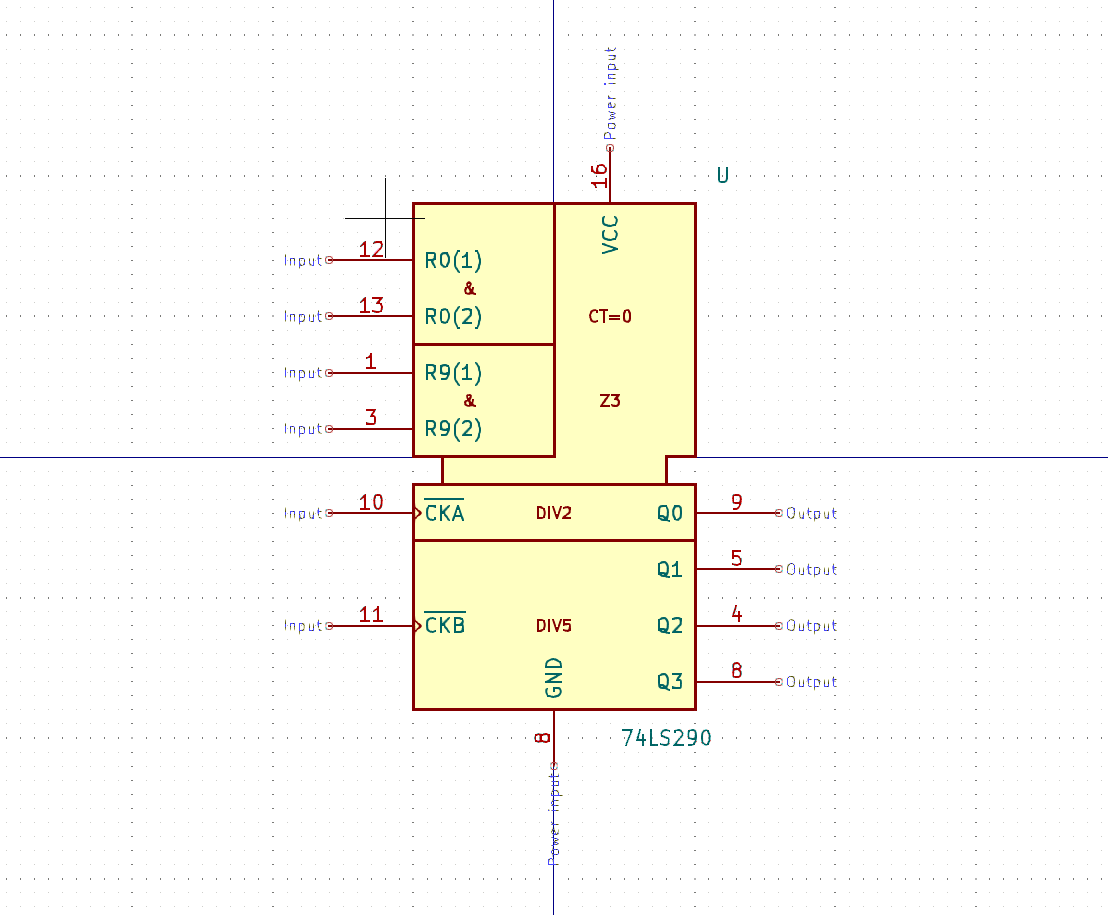 Power input
16
U
VCC
Input 12 R0(1)
&
CT=0
Input 13 R0(2)
Input 1 R9(1)
&
Z3
Input 3 R9(2)
Input 10 CKA DIV2 Q0 9 Output
Q1 5 Output
Input 11 CKB DIV5 Q2 4 Output
GND
Q3 8 Output
8
74LS290
Power input